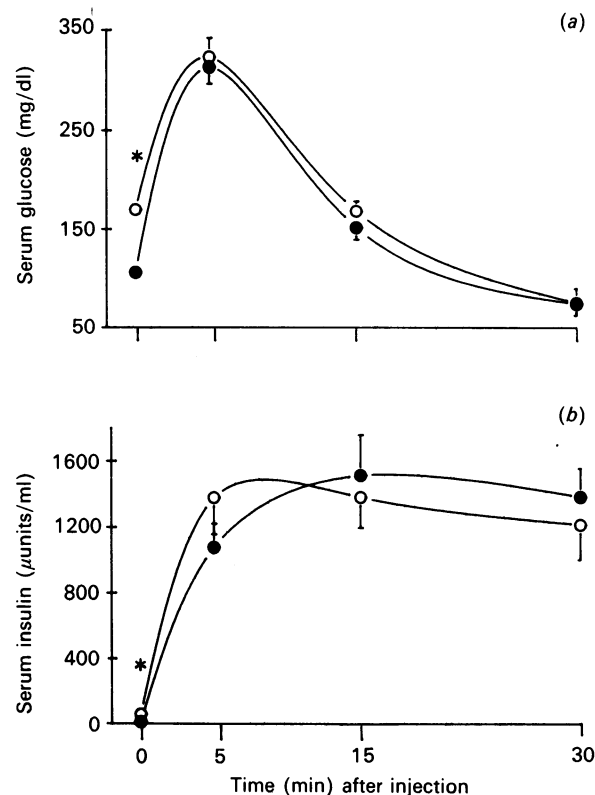 (a)
350
250
150
50
Serum glucose (mg/dl)
*
(b)
1600
1200
800
400
0
Serum insulin (μunits/ml)
*
0 5 15 30
Time (min) after injection